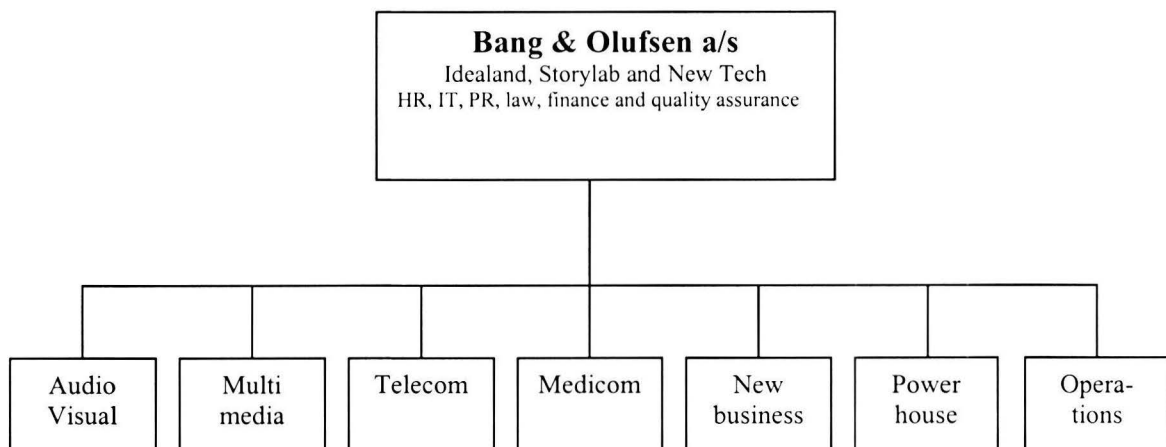 Bang & Olufsen a/s
Idealand, Storylab and New Tech
HR, IT, PR, law, finance and quality assurance
Audio
Visual
Multi
media
Telecom
Medicom
New
business
Power
house
Opera-
tions